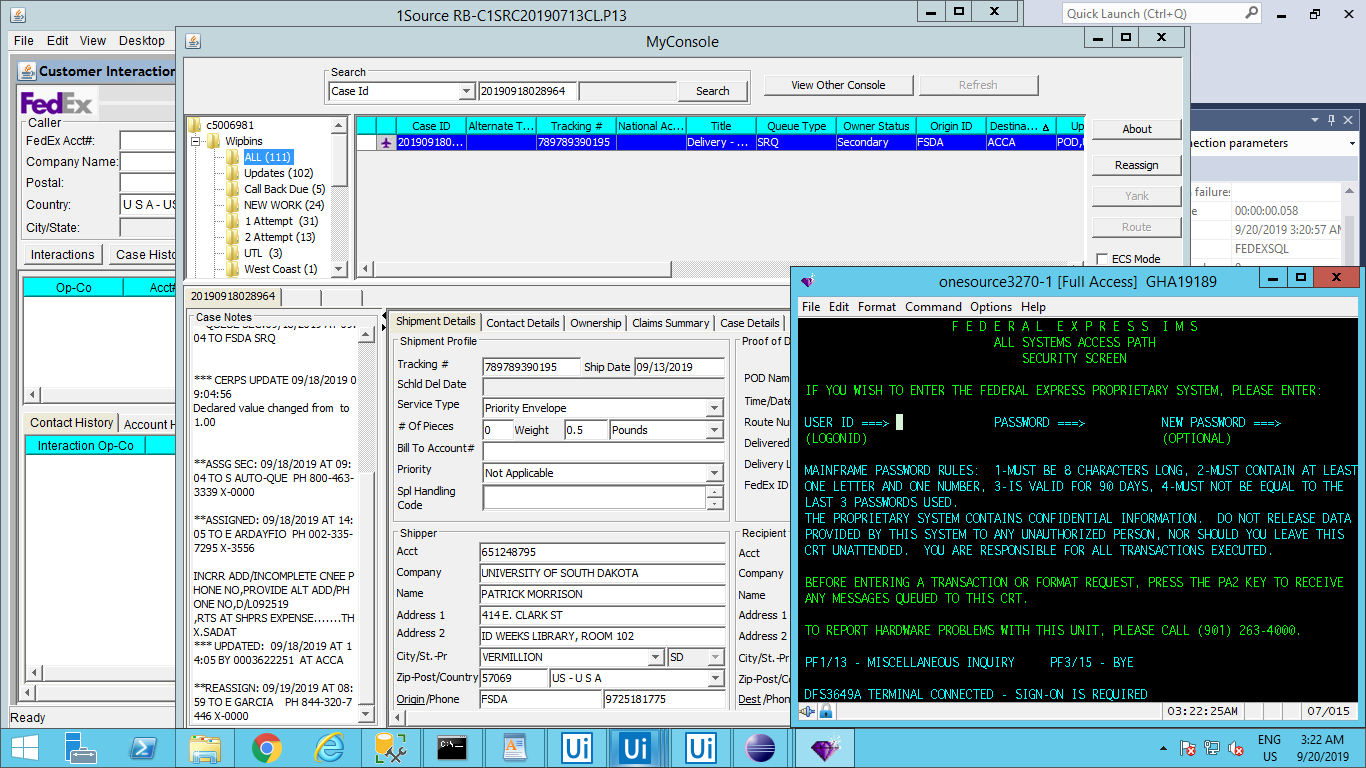 1Source RB-C1SRC20190713CL.P13
Quick Launch (Ctrl+Q)
File Edit View Desktop
MyConsole
Customer Interaction
FedEx
Caller
FedEx Acct#:
Company Name:
Postal:
Country: U S A - US
City/State:
Interactions Case Histo
Op-Co Acct#
Contact History Account H
Interaction Op-Co
Ready
Search
Case Id 20190918028964 Search
View Other Console Refresh
c5006981
Wipbins
ALL (111)
Updates (102)
Call Back Due (5)
NEW WORK (24)
1 Attempt (31)
2 Attempt (13)
UTL (3)
West Coast (1)
Case ID Alternate T... Tracking # National Ac... Title Queue Type Owner Status Origin ID Destina... Up
201909180... 789789390195 Delivery - ... SRQ Secondary FSDA ACCA POD,
About
Reassign
Yank
Route
ECS Mode
nection parameters
failures
00:00:00.058
9/20/2019 3:20:57 AM
FEDEXSQL
20190918028964
Case Notes
04 TO FSDA SRQ
*** CERPS UPDATE 09/18/2019 0
9:04:56
Declared value changed from to
1.00
**ASSG SEC: 09/18/2019 AT 09:
04 TO S AUTO-QUE PH 800-463-
3339 X-0000
**ASSIGNED: 09/18/2019 AT 14:
05 TO E ARDAYFIO PH 002-335-
7295 X-3556
INCRR ADD/INCOMPLETE CNEE P
HONE NO,PROVIDE ALT ADD/PH
ONE NO,D/L092519
,RTS AT SHPRS EXPENSE.......TH
X.SADAT
*** UPDATED: 09/18/2019 AT 1
4:05 BY 0003622251 AT ACCA
**REASSIGN: 09/19/2019 AT 08:
59 TO E GARCIA PH 844-320-7
446 X-0000
Shipment Details Contact Details Ownership Claims Summary Case Details
Shipment Profile
Tracking # 789789390195 Ship Date 09/13/2019
Schld Del Date
Service Type Priority Envelope
# Of Pieces 0 Weight 0.5 Pounds
Bill To Account#
Priority Not Applicable
Spl Handling
Code
Shipper
Acct 651248795
Company UNIVERSITY OF SOUTH DAKOTA
Name PATRICK MORRISON
Address 1 414 E. CLARK ST
Address 2 ID WEEKS LIBRARY, ROOM 102
City/St.-Pr VERMILLION SD
Zip-Post/Country 57069 US - U S A
Origin/Phone FSDA 9725181775
Proof of D
POD Nam
Time/Date
Route Nu
Delivered
Delivery L
FedEx ID
Recipient
Acct
Company
Name
Address 1
Address 2
City/St.-Pr
Zip-Post/
Dest /Phon
onesource3270-1 [Full Access] GHA19189
File Edit Format Command Options Help
F E D E R A L E X P R E S S I M S
ALL SYSTEMS ACCESS PATH
SECURITY SCREEN
IF YOU WISH TO ENTER THE FEDERAL EXPRESS PROPRIETARY SYSTEM, PLEASE ENTER:
USER ID ===> PASSWORD ===> NEW PASSWORD ===>
(LOGONID) (OPTIONAL)
MAINFRAME PASSWORD RULES: 1-MUST BE 8 CHARACTERS LONG, 2-MUST CONTAIN AT LEAST
ONE LETTER AND ONE NUMBER, 3-IS VALID FOR 90 DAYS, 4-MUST NOT BE EQUAL TO THE
LAST 3 PASSWORDS USED.
THE PROPRIETARY SYSTEM CONTAINS CONFIDENTIAL INFORMATION. DO NOT RELEASE DATA
PROVIDED BY THIS SYSTEM TO ANY UNAUTHORIZED PERSON, NOR SHOULD YOU LEAVE THIS
CRT UNATTENDED. YOU ARE RESPONSIBLE FOR ALL TRANSACTIONS EXECUTED.
BEFORE ENTERING A TRANSACTION OR FORMAT REQUEST, PRESS THE PA2 KEY TO RECEIVE
ANY MESSAGES QUEUED TO THIS CRT.
TO REPORT HARDWARE PROBLEMS WITH THIS UNIT, PLEASE CALL (901) 263-4000.
PF1/13 - MISCELLANEOUS INQUIRY PF3/15 - BYE
DFS3649A TERMINAL CONNECTED - SIGN-ON IS REQUIRED
03:22:25AM 07/015
Ui Ui Ui
ENG 3:22 AM
US 9/20/2019